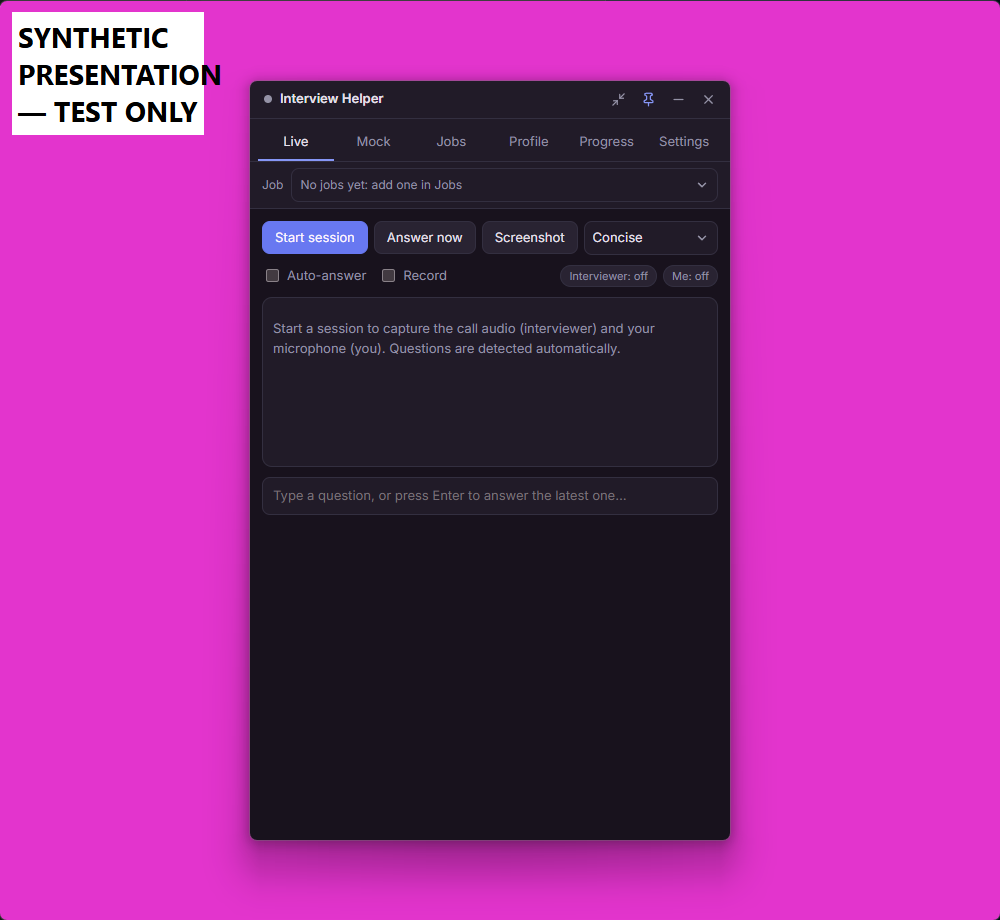 SYNTHETIC
PRESENTATION
— TEST ONLY
Interview Helper
Live Mock Jobs Profile Progress Settings
Job No jobs yet: add one in Jobs
Start session Answer now Screenshot Concise
Auto-answer Record Interviewer: off Me: off
Start a session to capture the call audio (interviewer) and your
microphone (you). Questions are detected automatically.
Type a question, or press Enter to answer the latest one...